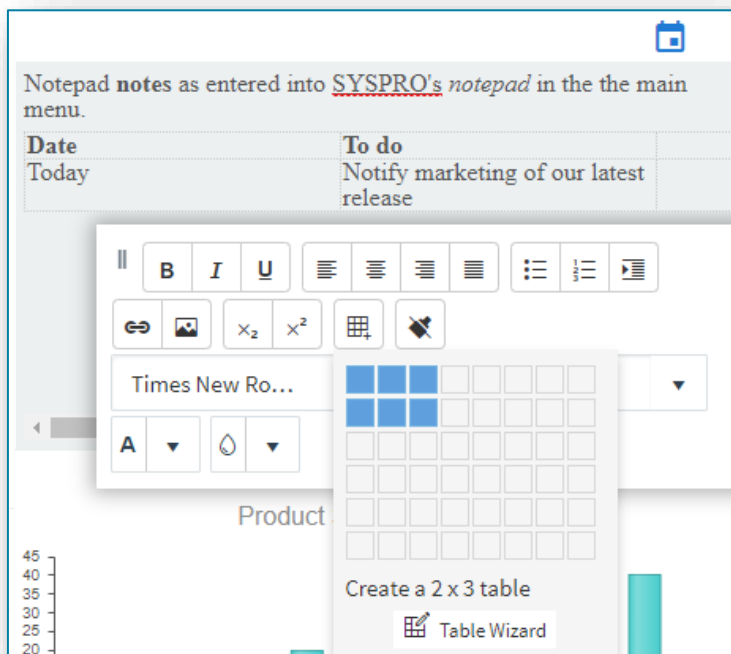 Notepad notes as entered into SYSPRO's notepad in the the main
menu.
Date To do
Today Notify marketing of our latest
release
B I U
x₂ x²
Times New Ro...
A
Product
Create a 2 x 3 table
Table Wizard
45
40
35
30
25
20